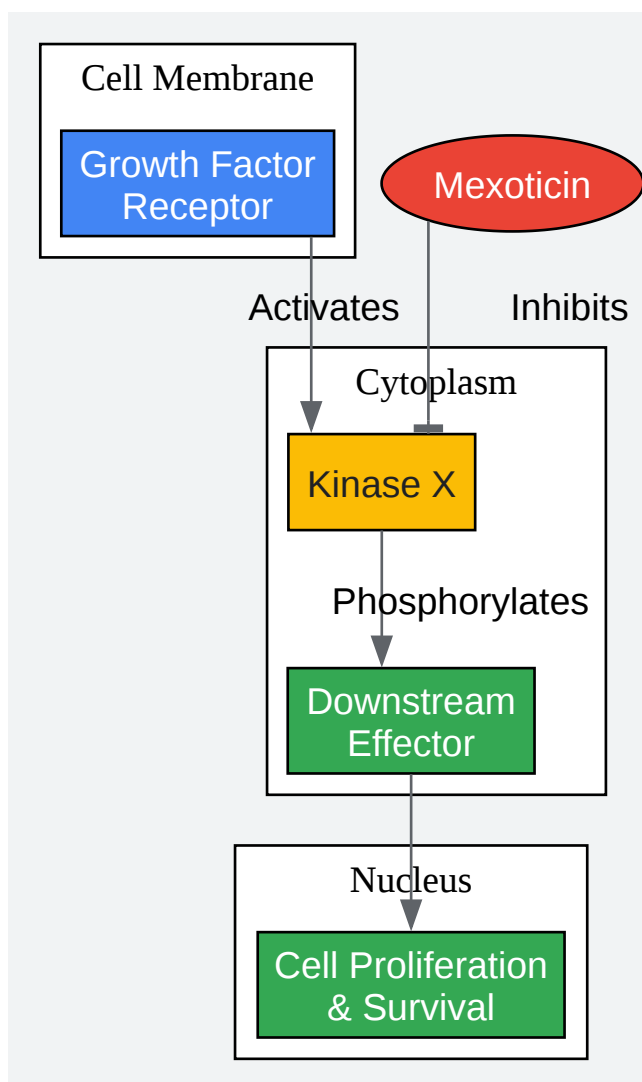 Cell Membrane
Growth Factor
Receptor
Mexoticin
Activates
Inhibits
Cytoplasm
Kinase X
Phosphorylates
Downstream
Effector
Nucleus
Cell Proliferation
& Survival